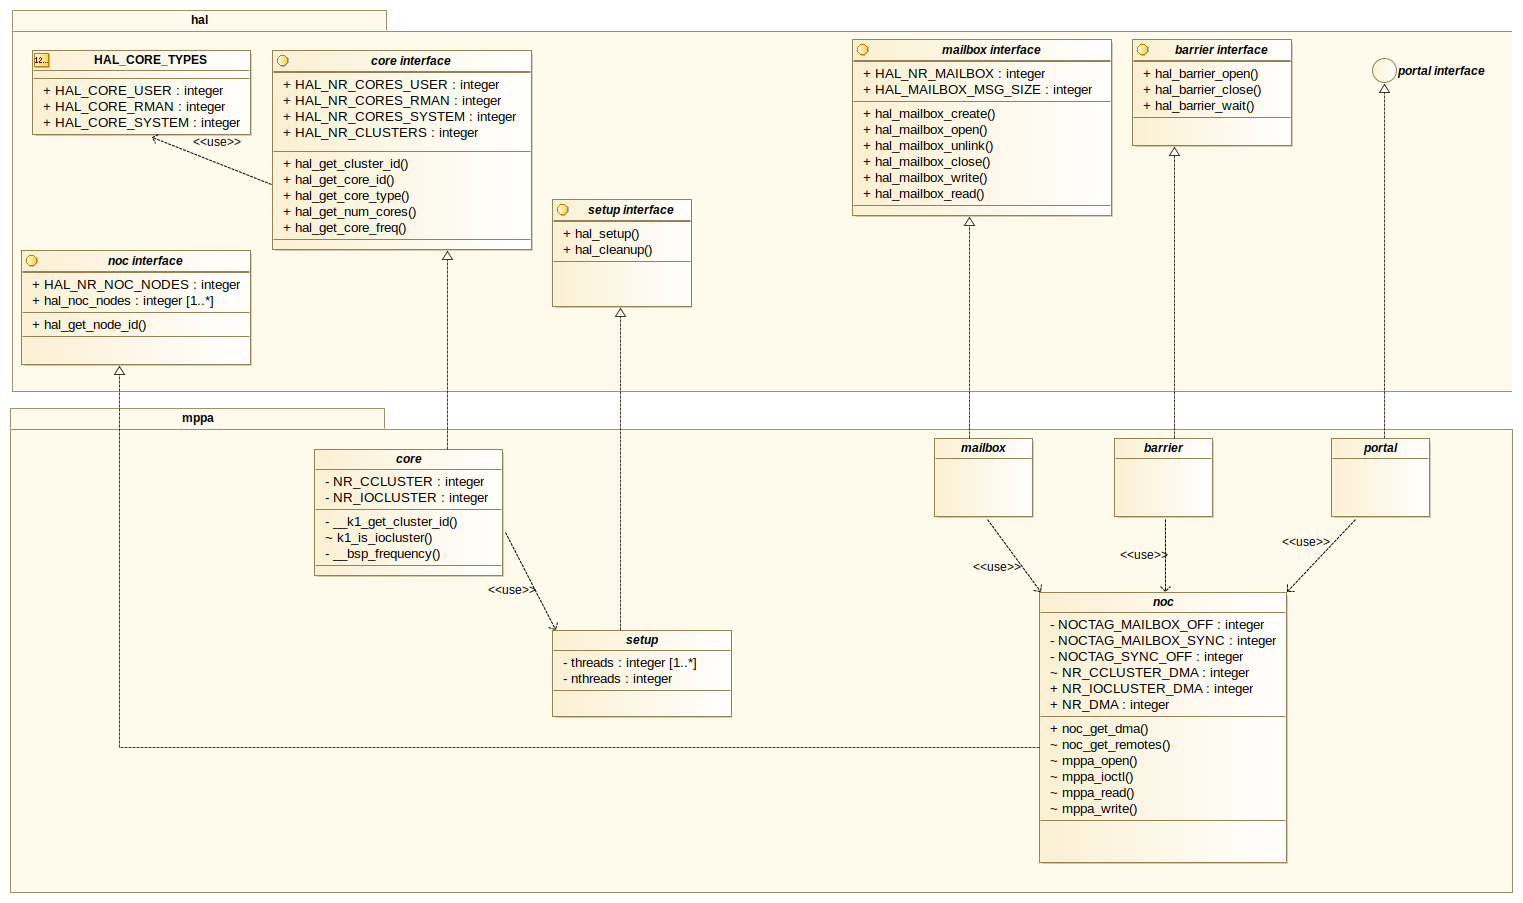 hal
12...
HAL_CORE_TYPES
+ HAL_CORE_USER : integer
+ HAL_CORE_RMAN : integer
+ HAL_CORE_SYSTEM : integer
<<use>>
core interface
+ HAL_NR_CORES_USER : integer
+ HAL_NR_CORES_RMAN : integer
+ HAL_NR_CORES_SYSTEM : integer
+ HAL_NR_CLUSTERS : integer
+ hal_get_cluster_id()
+ hal_get_core_id()
+ hal_get_core_type()
+ hal_get_num_cores()
+ hal_get_core_freq()
setup interface
+ hal_setup()
+ hal_cleanup()
mailbox interface
+ HAL_NR_MAILBOX : integer
+ HAL_MAILBOX_MSG_SIZE : integer
+ hal_mailbox_create()
+ hal_mailbox_open()
+ hal_mailbox_unlink()
+ hal_mailbox_close()
+ hal_mailbox_write()
+ hal_mailbox_read()
barrier interface
+ hal_barrier_open()
+ hal_barrier_close()
+ hal_barrier_wait()
portal interface
noc interface
+ HAL_NR_NOC_NODES : integer
+ hal_noc_nodes : integer [1..*]
+ hal_get_node_id()
mppa
core
- NR_CCLUSTER : integer
- NR_IOCLUSTER : integer
- __k1_get_cluster_id()
~ k1_is_iocluster()
- __bsp_frequency()
<<use>>
setup
- threads : integer [1..*]
- nthreads : integer
mailbox
barrier
portal
<<use>>
<<use>>
<<use>>
noc
- NOCTAG_MAILBOX_OFF : integer
- NOCTAG_MAILBOX_SYNC : integer
- NOCTAG_SYNC_OFF : integer
~ NR_CCLUSTER_DMA : integer
+ NR_IOCLUSTER_DMA : integer
+ NR_DMA : integer
+ noc_get_dma()
~ noc_get_remotes()
~ mppa_open()
~ mppa_ioctl()
~ mppa_read()
~ mppa_write()